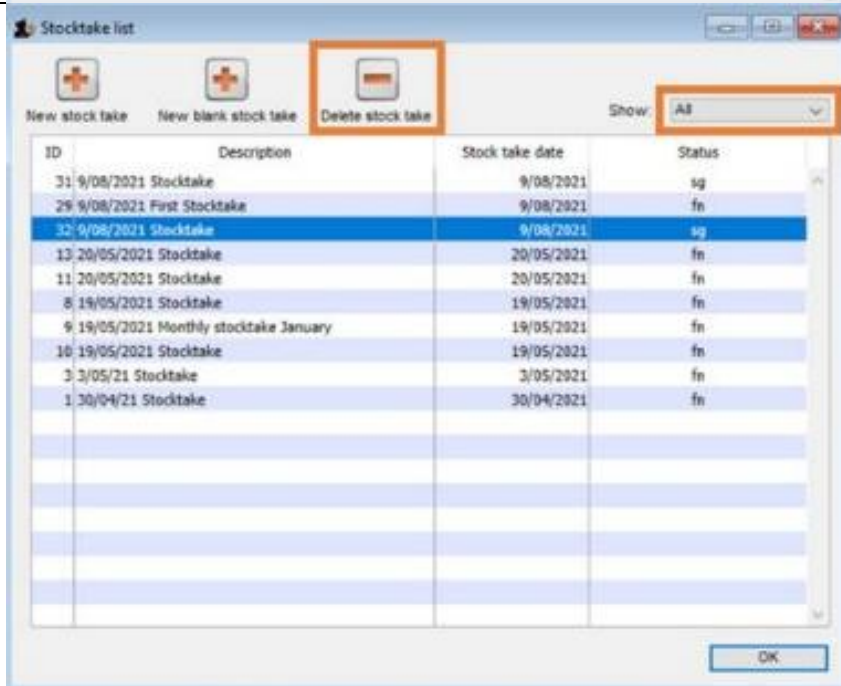 Stocktake list
New stock take New blank stock take Delete stock take Show: All
ID Description Stock take date Status
31 9/08/2021 Stocktake 9/08/2021 sg
29 9/08/2021 First Stocktake 9/08/2021 fn
32 9/08/2021 Stocktake 9/08/2021 sg
13 20/05/2021 Stocktake 20/05/2021 fn
11 20/05/2021 Stocktake 20/05/2021 fn
8 19/05/2021 Stocktake 19/05/2021 fn
9 19/05/2021 Monthly stocktake January 19/05/2021 fn
10 19/05/2021 Stocktake 19/05/2021 fn
3 3/05/21 Stocktake 3/05/2021 fn
1 30/04/21 Stocktake 30/04/2021 fn
OK